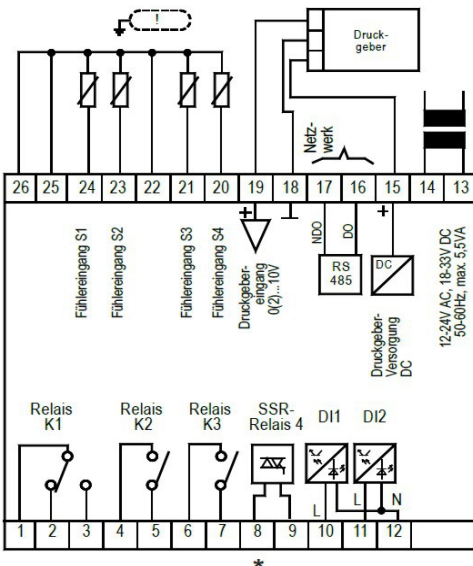 !
Druck-
geber
Netz-
werk
26 25 24 23 22 21 20 19 18 17 16 15 14 13
Fühlereingang S1
Fühlereingang S2
Fühlereingang S3
Fühlereingang S4
+
Druckgeber-
eingang
0(2)...10V
NDO
DO
RS
485
+
DC
Druckgeber-
Versorgung
DC
12-24V AC, 18-33V DC
50-60Hz, max. 5,5VA
Relais
K1
Relais
K2
Relais
K3
SSR-
Relais 4
DI1
DI2
L
L
N
1 2 3 4 5 6 7 8 9 10 11 12
*